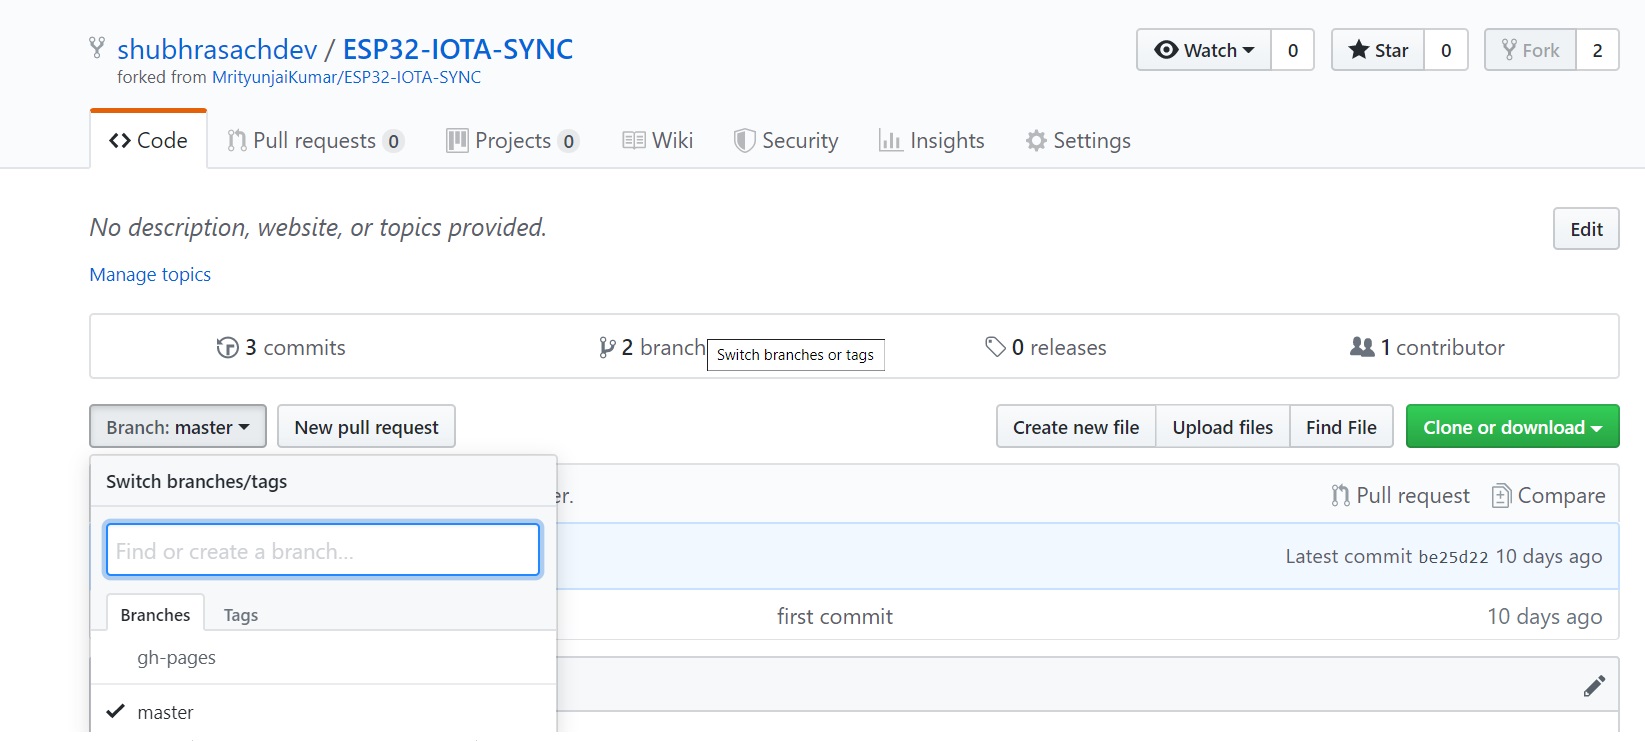 shubhrasachdev / ESP32-IOTA-SYNC
Watch 0 Star 0 Fork 2
forked from MrityunjaiKumar/ESP32-IOTA-SYNC
Code Pull requests 0 Projects 0 Wiki Security Insights Settings
No description, website, or topics provided.
Edit
Manage topics
3 commits 2 branch 0 releases 1 contributor
Switch branches or tags
Branch: master New pull request Create new file Upload files Find File Clone or download
Switch branches/tags
er. Pull request Compare
Find or create a branch...
Latest commit be25d22 10 days ago
Branches Tags
first commit 10 days ago
gh-pages
master